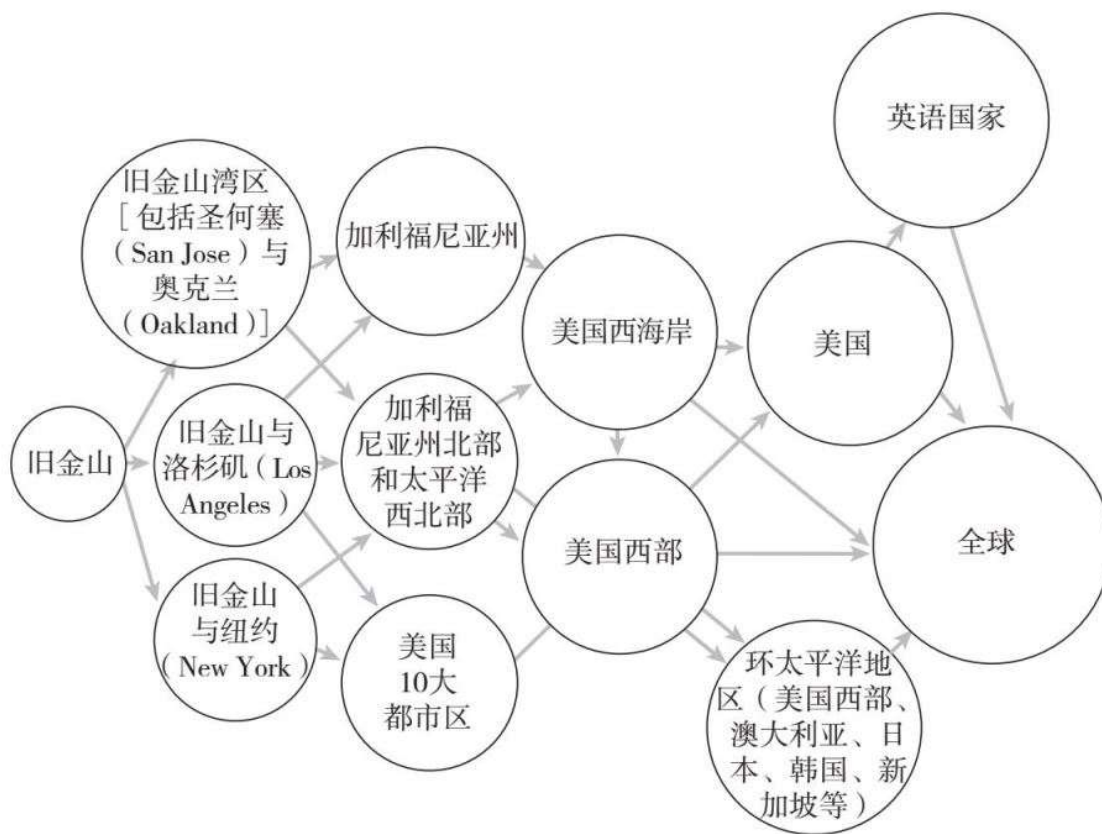 旧金山
旧金山湾区
[ 包括圣何塞
（San Jose）与
奥克兰
（Oakland）]
旧金山与
洛杉矶（Los
Angeles）
旧金山
与纽约
（New York）
加利福尼亚州
加利福
尼亚州北部
和太平洋
西北部
美国
10大
都市区
美国西海岸
美国西部
美国
环太平洋地
区（美国西部、
澳大利亚、日
本、韩国、新
加坡等）
英语国家
全球